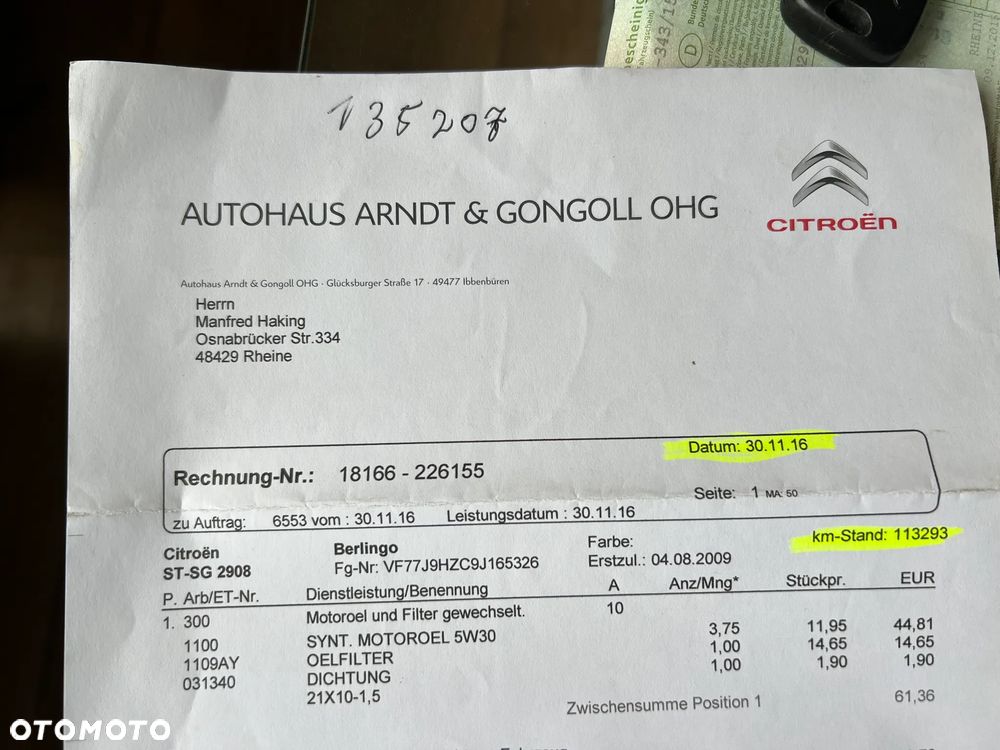 135207
escheinig
(Fahrzeugschein)
D
AUTOHAUS ARNDT & GONGOLL OHG
CITROËN
Autohaus Arndt & Gongoll OHG · Glücksburger Straße 17 · 49477 Ibbenbüren
Herrn
Manfred Haking
Osnabrücker Str.334
48429 Rheine
Datum: 30.11.16
Rechnung-Nr.: 18166 - 226155
Seite: 1 MA: 50
zu Auftrag: 6553 vom : 30.11.16 Leistungsdatum : 30.11.16
Citroën Berlingo Farbe: km-Stand: 113293
ST-SG 2908 Fg-Nr: VF77J9HZC9J165326 Erstzul.: 04.08.2009
P. Arb/ET-Nr. Dienstleistung/Benennung A Anz/Mng* Stückpr. EUR
1. 300 Motoroel und Filter gewechselt. 10
1100 SYNT. MOTOROEL 5W30 3,75 11,95 44,81
1109AY OELFILTER 1,00 14,65 14,65
031340 DICHTUNG 1,00 1,90 1,90
21X10-1,5
Zwischensumme Position 1 61,36
OTOMOTO